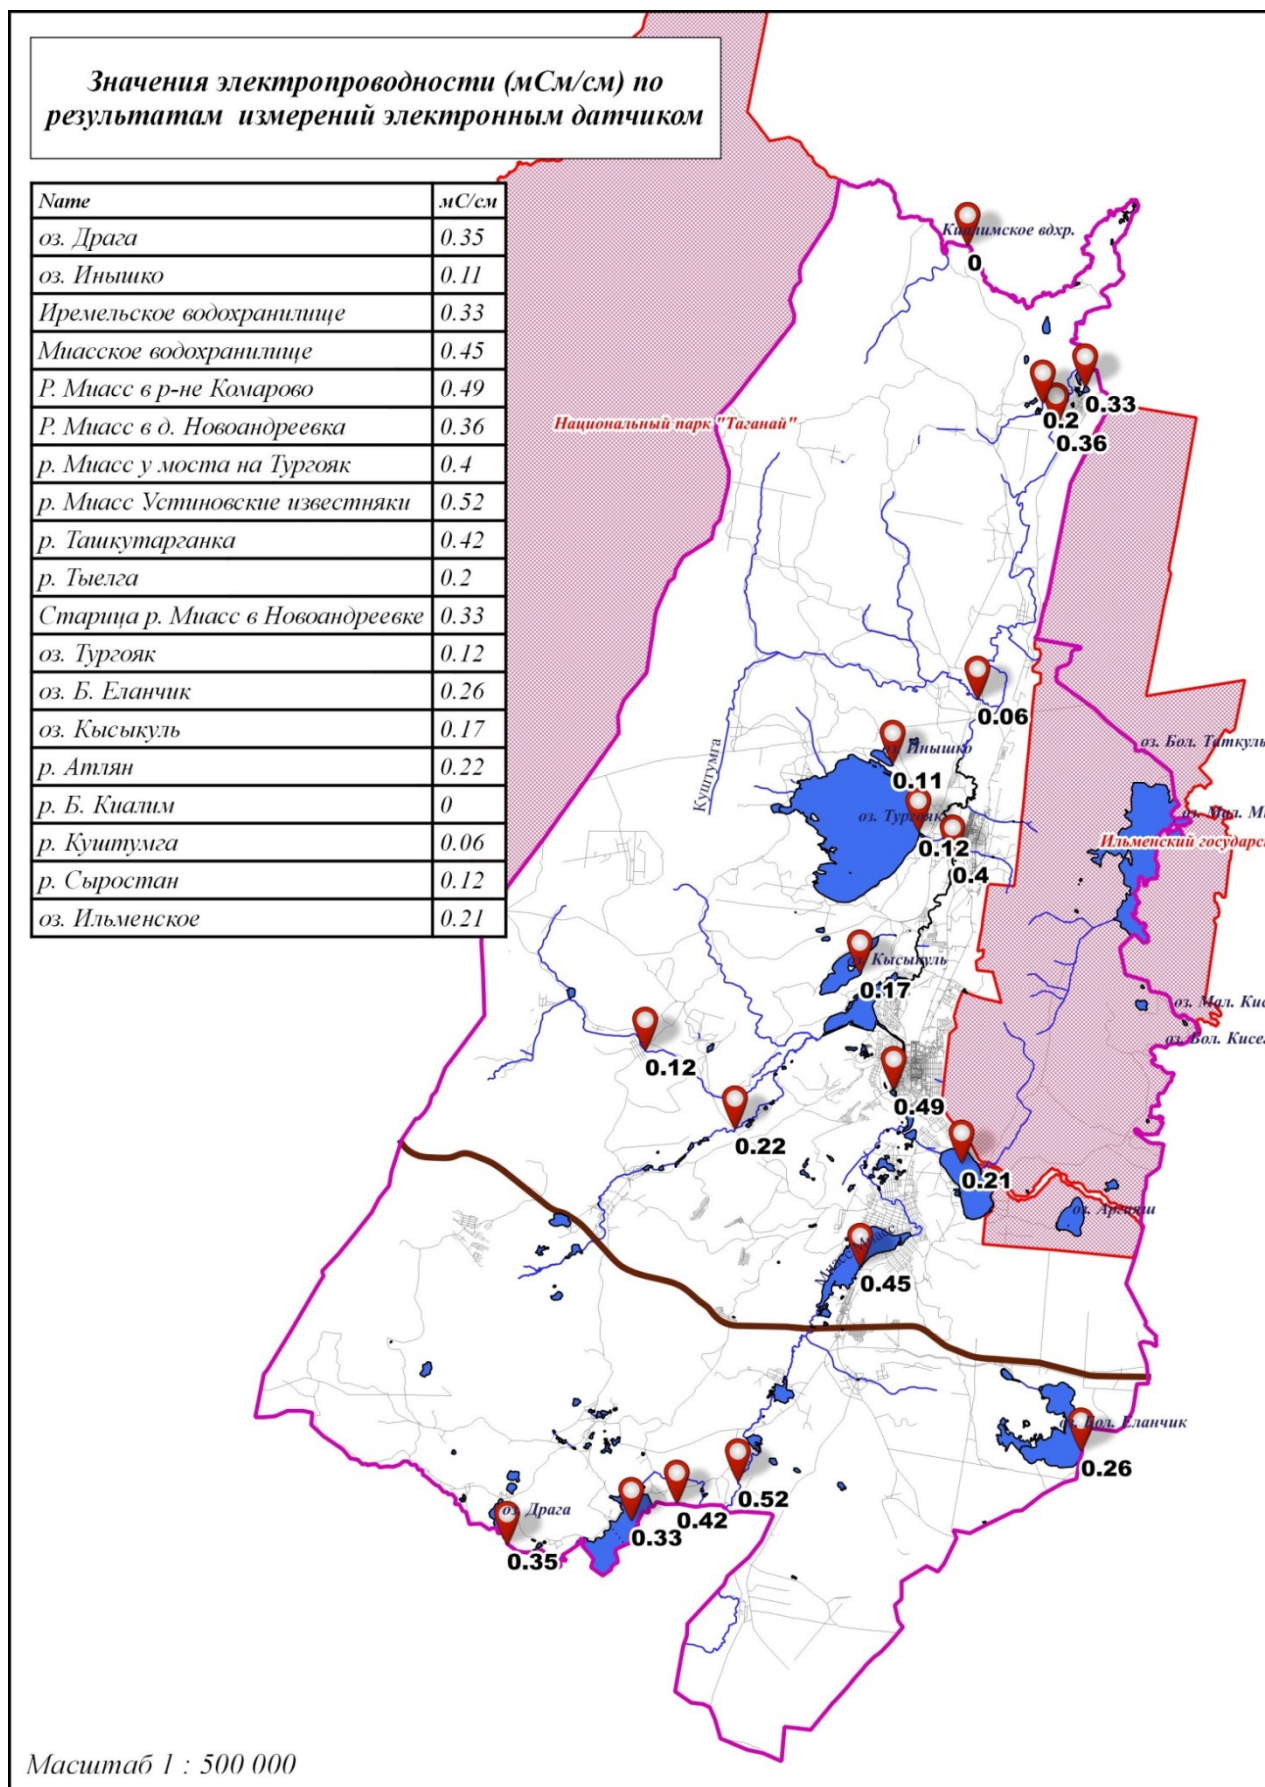 Значения электропроводности (мСм/см) по
результатам измерений электронным датчиком
Name мС/см
оз. Драга 0.35
оз. Инышко 0.11
Иремельское водохранилище 0.33
Миасское водохранилище 0.45
Р. Миасс в р-не Комарово 0.49
Р. Миасс в д. Новоандреевка 0.36
р. Миасс у моста на Тургояк 0.4
р. Миасс Устиновские известняки 0.52
р. Ташкутарганка 0.42
р. Тыелга 0.2
Старица р. Миасс в Новоандреевке 0.33
оз. Тургояк 0.12
оз. Б. Еланчик 0.26
оз. Кысыкуль 0.17
р. Атлян 0.22
р. Б. Киалим 0
р. Куштумга 0.06
р. Сыростан 0.12
оз. Ильменское 0.21
Киалимское вдхр.
0
0.33
0.2
0.36
Национальный парк "Таганай"
0.06
Куштумга
оз. Инышко
0.11
оз. Бол. Таткуль
оз. Тургояк
0.12
0.4
оз. Мал. Ми
Ильменский государс
оз. Кысыкуль
0.17
оз. Мал. Кис
оз. Бол. Кисе
0.12
0.49
0.22
0.21
оз. Аргаяш
Миасс
0.45
оз. Бол. Еланчик
0.26
0.52
оз. Драга
0.42
0.33
0.35
Масштаб 1 : 500 000